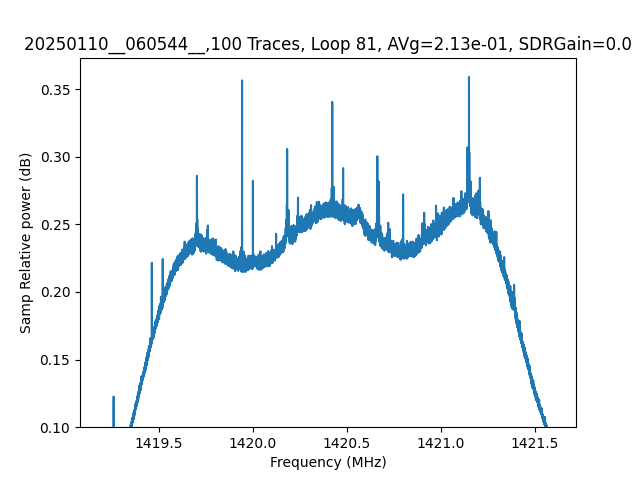 20250110__060544__,100 Traces, Loop 81, AVg=2.13e-01, SDRGain=0.0
0.35
0.30
0.25
0.20
0.15
0.10
Samp Relative power (dB)
1419.5 1420.0 1420.5 1421.0 1421.5
Frequency (MHz)